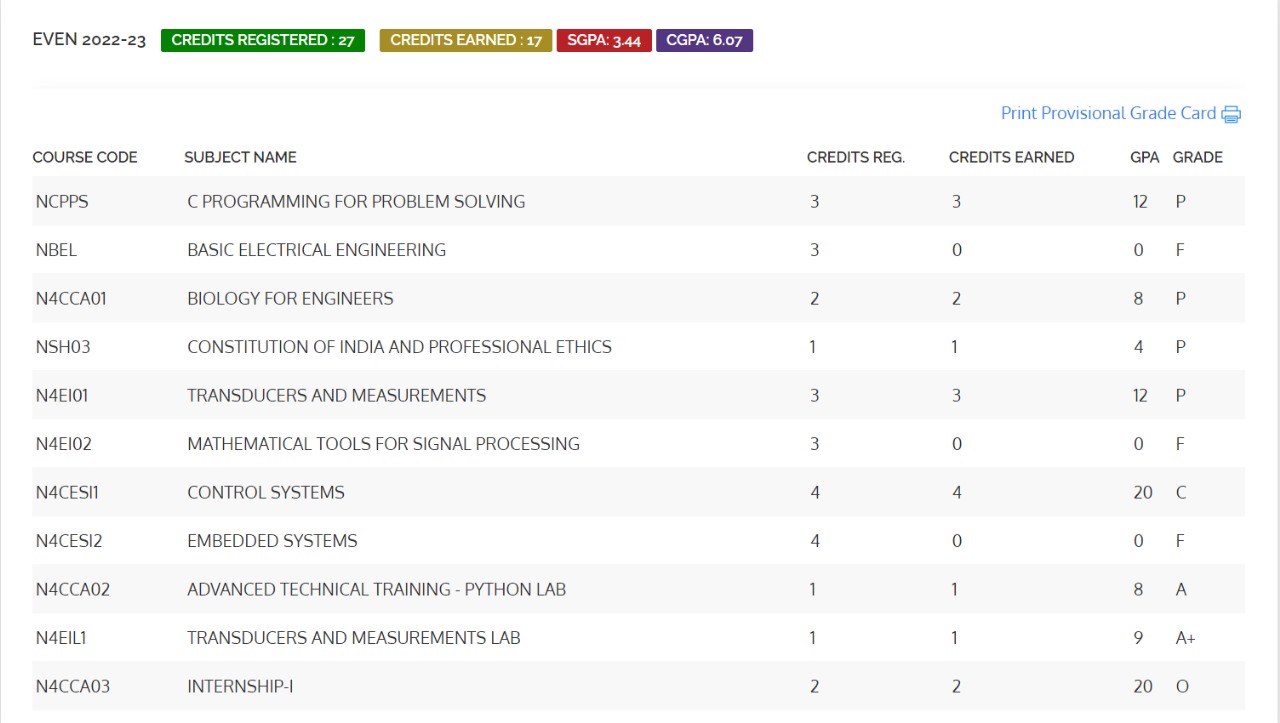 EVEN 2022-23 CREDITS REGISTERED : 27 CREDITS EARNED : 17 SGPA: 3.44 CGPA: 6.07
Print Provisional Grade Card
COURSE CODE SUBJECT NAME CREDITS REG. CREDITS EARNED GPA GRADE
NCPPS C PROGRAMMING FOR PROBLEM SOLVING 3 3 12 P
NBEL BASIC ELECTRICAL ENGINEERING 3 0 0 F
N4CCA01 BIOLOGY FOR ENGINEERS 2 2 8 P
NSH03 CONSTITUTION OF INDIA AND PROFESSIONAL ETHICS 1 1 4 P
N4EI01 TRANSDUCERS AND MEASUREMENTS 3 3 12 P
N4EI02 MATHEMATICAL TOOLS FOR SIGNAL PROCESSING 3 0 0 F
N4CESI1 CONTROL SYSTEMS 4 4 20 C
N4CESI2 EMBEDDED SYSTEMS 4 0 0 F
N4CCA02 ADVANCED TECHNICAL TRAINING - PYTHON LAB 1 1 8 A
N4EIL1 TRANSDUCERS AND MEASUREMENTS LAB 1 1 9 A+
N4CCA03 INTERNSHIP-I 2 2 20 O